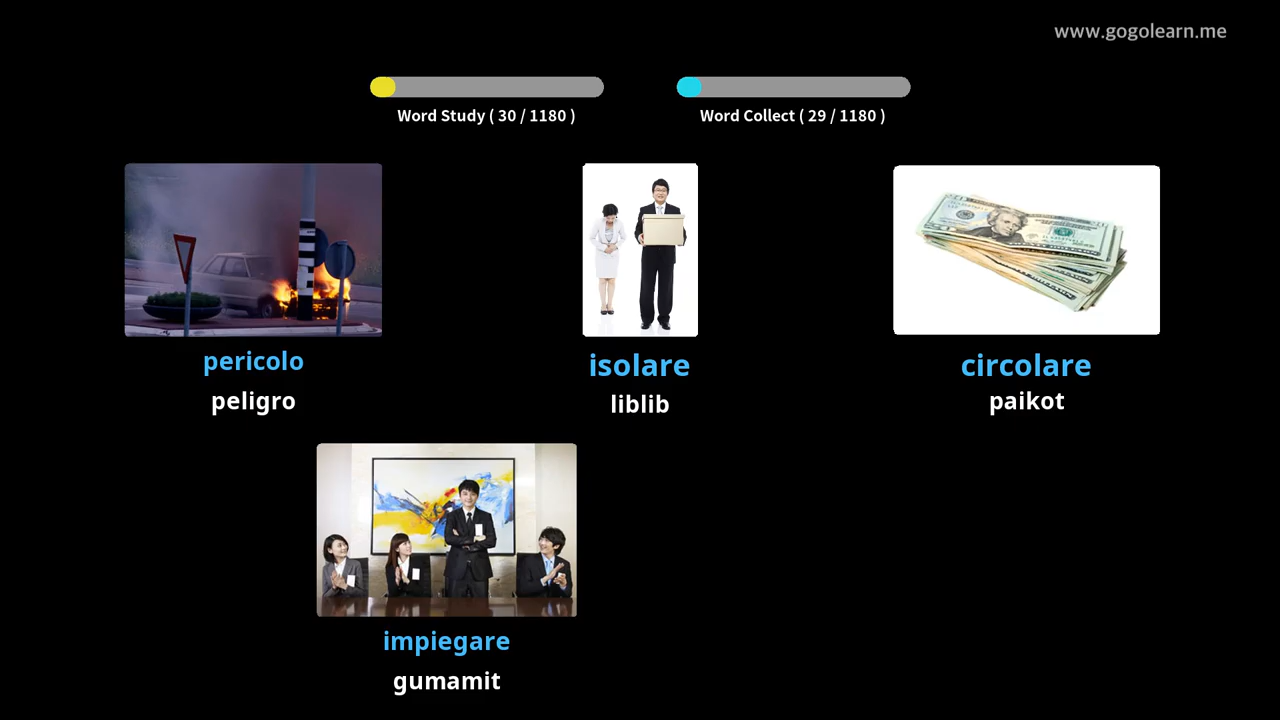 www.gogolearn.me
Word Study ( 30 / 1180 )
Word Collect ( 29 / 1180 )
pericolo
peligro
isolare
liblib
circolare
paikot
impiegare
gumamit